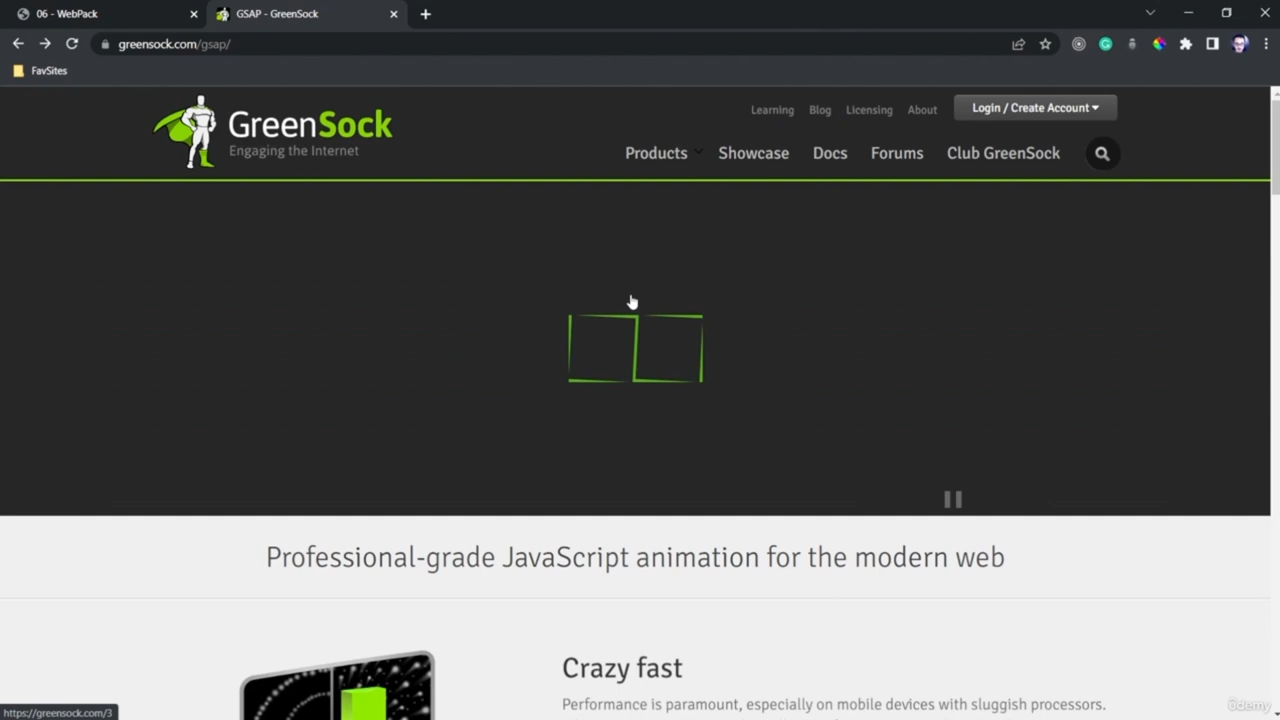 06 - WebPack
GSAP - GreenSock
greensock.com/gsap/
FavSites
GreenSock
Engaging the Internet
Learning
Blog
Licensing
About
Login / Create Account
Products
Showcase
Docs
Forums
Club GreenSock
Professional-grade JavaScript animation for the modern web
Crazy fast
Performance is paramount, especially on mobile devices with sluggish processors.
https://greensock.com/3
ûdemy